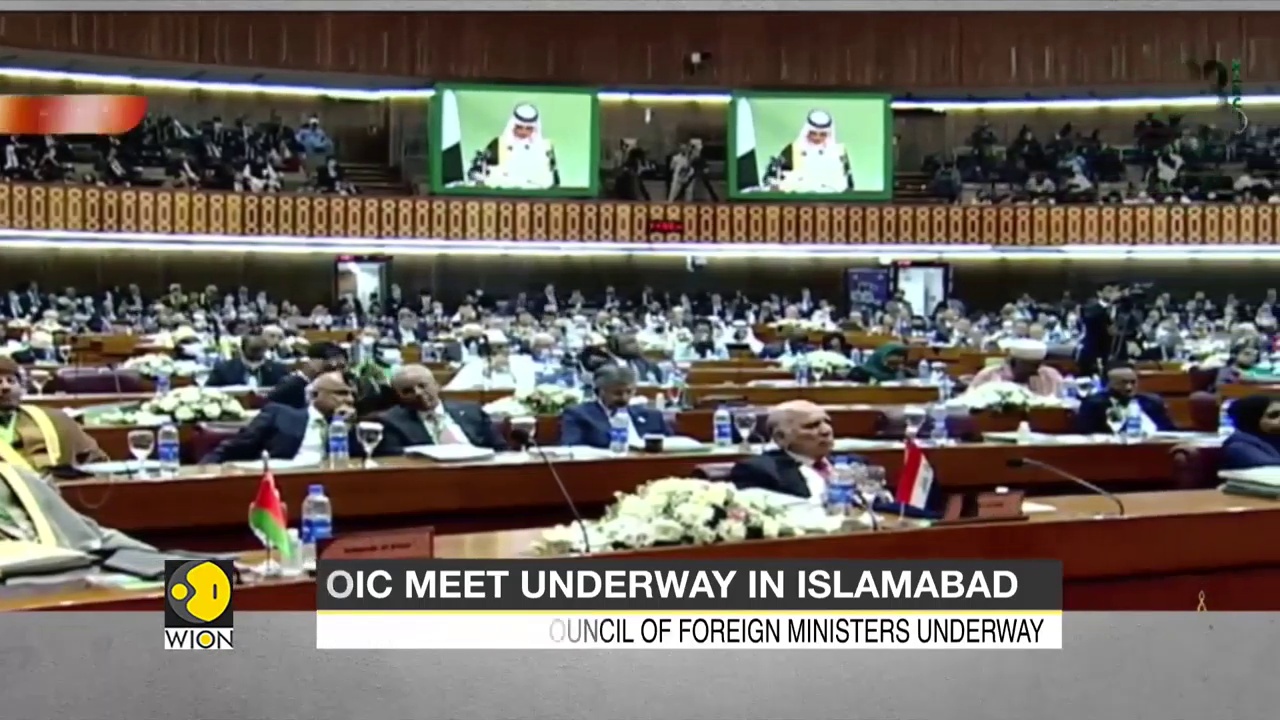 OIC MEET UNDERWAY IN ISLAMABAD
OUNCIL OF FOREIGN MINISTERS UNDERWAY
WION